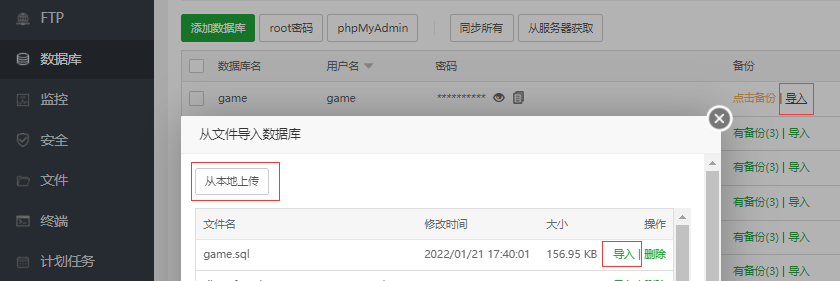 FTP
数据库
监控
安全
文件
终端
计划任务
添加数据库 root密码 phpMyAdmin 同步所有 从服务器获取
数据库名 用户名 密码 备份
game game ********** 点击备份 | 导入
有备份(3) | 导入
有备份(3) | 导入
有备份(3) | 导入
有备份(3) | 导入
有备份(3) | 导入
从文件导入数据库
从本地上传
文件名 修改时间 大小 操作
game.sql 2022/01/21 17:40:01 156.95 KB 导入 | 删除